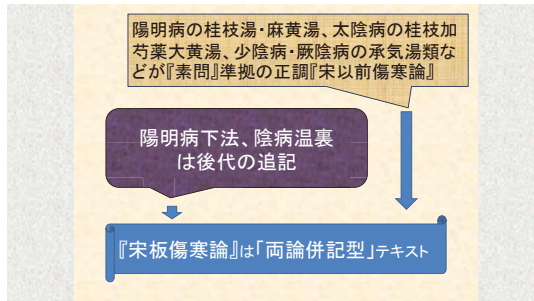 陽明病の桂枝湯・麻黄湯、太陰病の桂枝加
芍薬大黄湯、少陰病・厥陰病の承気湯類な
どが『素問』準拠の正調『宋以前傷寒論』
陽明病下法、陰病温裏
は後代の追記
『宋板傷寒論』は「両論併記型」テキスト